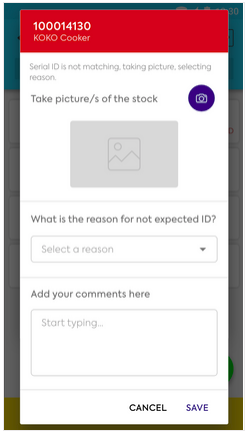 100014130
KOKO Cooker
Serial ID is not matching, taking picture, selecting
reason.
Take picture/s of the stock
What is the reason for not expected ID?
Select a reason
Add your comments here
Start typing...
CANCEL SAVE